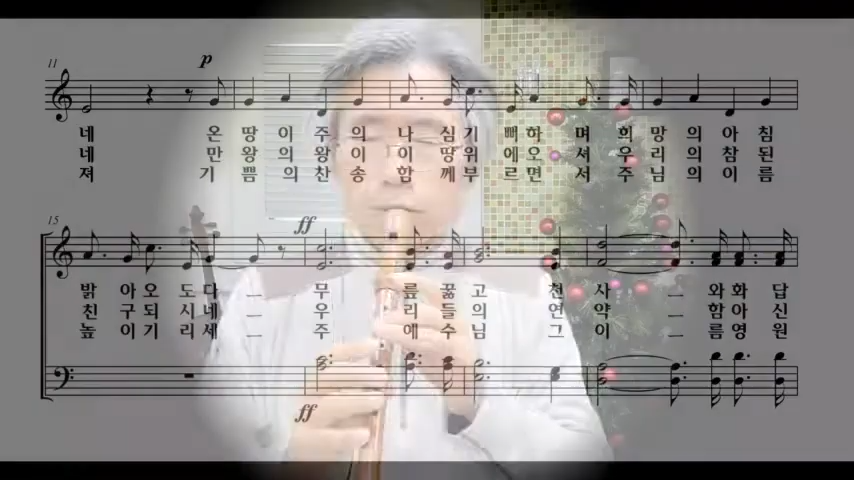 11
p
네 온 땅 이 주 의 나 심 기 뻐 하 며 희 망 의 아 침
네 만 왕 의 왕 이 이 땅 위 에 오 셔 우 리 의 참 된
져 기 쁨 의 찬 송 함 께 부 르 면 서 주 님 의 이 름
15
ff
밝 아 오 도 다 _ 무 릎 꿇 고 천 사 _ 와 화 답
친 구 되 시 네 _ 우 리 들 의 연 약 _ 함 아 신
높 이 기 리 세 _ 주 예 수 님 그 이 _ 름 영 원
ff